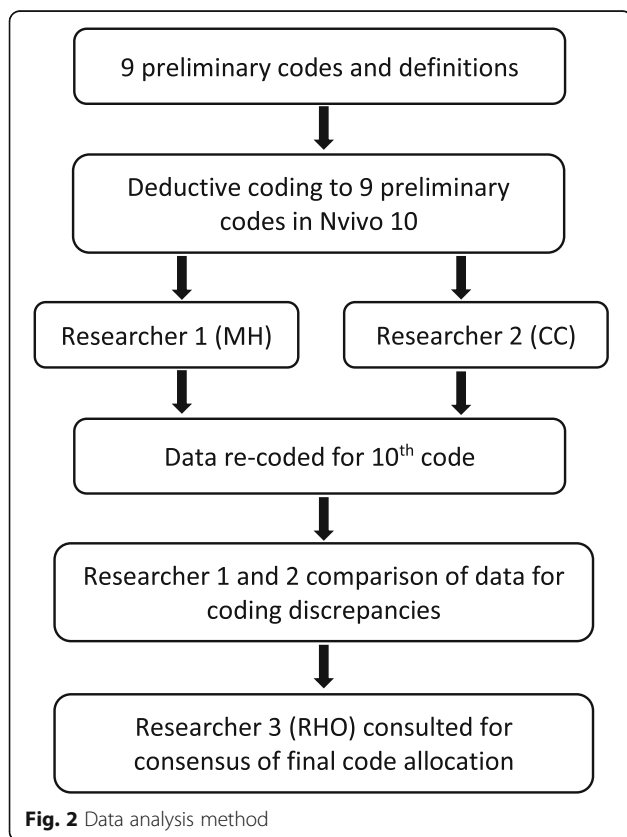 9 preliminary codes and definitions
Deductive coding to 9 preliminary
codes in Nvivo 10
Researcher 1 (MH)
Researcher 2 (CC)
Data re-coded for 10th code
Researcher 1 and 2 comparison of data for
coding discrepancies
Researcher 3 (RHO) consulted for
consensus of final code allocation
Fig. 2 Data analysis method